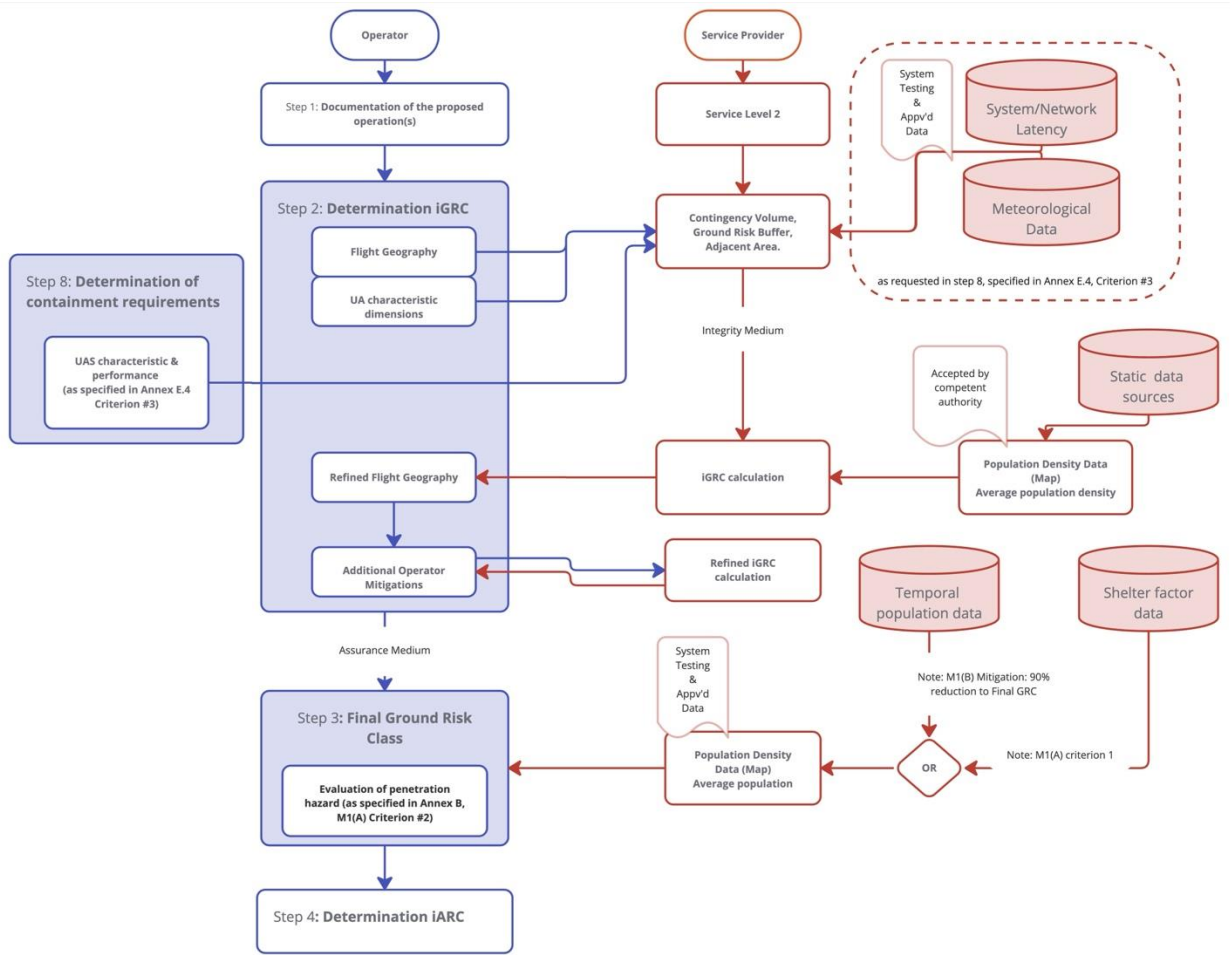 Operator
Service Provider
Step 1: Documentation of the proposed
operation(s)
Service Level 2
System
Testing
&
Appv'd
Data
System/Network
Latency
Meteorological
Data
as requested in step 8, specified in Annex E.4, Criterion #3
Step 2: Determination iGRC
Flight Geography
UA characteristic
dimensions
Contingency Volume,
Ground Risk Buffer,
Adjacent Area.
Step 8: Determination of
containment requirements
UAS characteristic &
performance
(as specified in Annex E.4
Criterion #3)
Integrity Medium
Accepted by
competent
authority
Static data
sources
Refined Flight Geography
iGRC calculation
Population Density Data
(Map)
Average population density
Additional Operator
Mitigations
Refined iGRC
calculation
Temporal
population data
Shelter factor
data
Assurance Medium
System
Testing
&
Appv'd
Data
Note: M1(B) Mitigation: 90%
reduction to Final GRC
Step 3: Final Ground Risk
Class
Evaluation of penetration
hazard (as specified in Annex B,
M1(A) Criterion #2)
Population Density
Data (Map)
Average population
OR
Note: M1(A) criterion 1
Step 4: Determination iARC